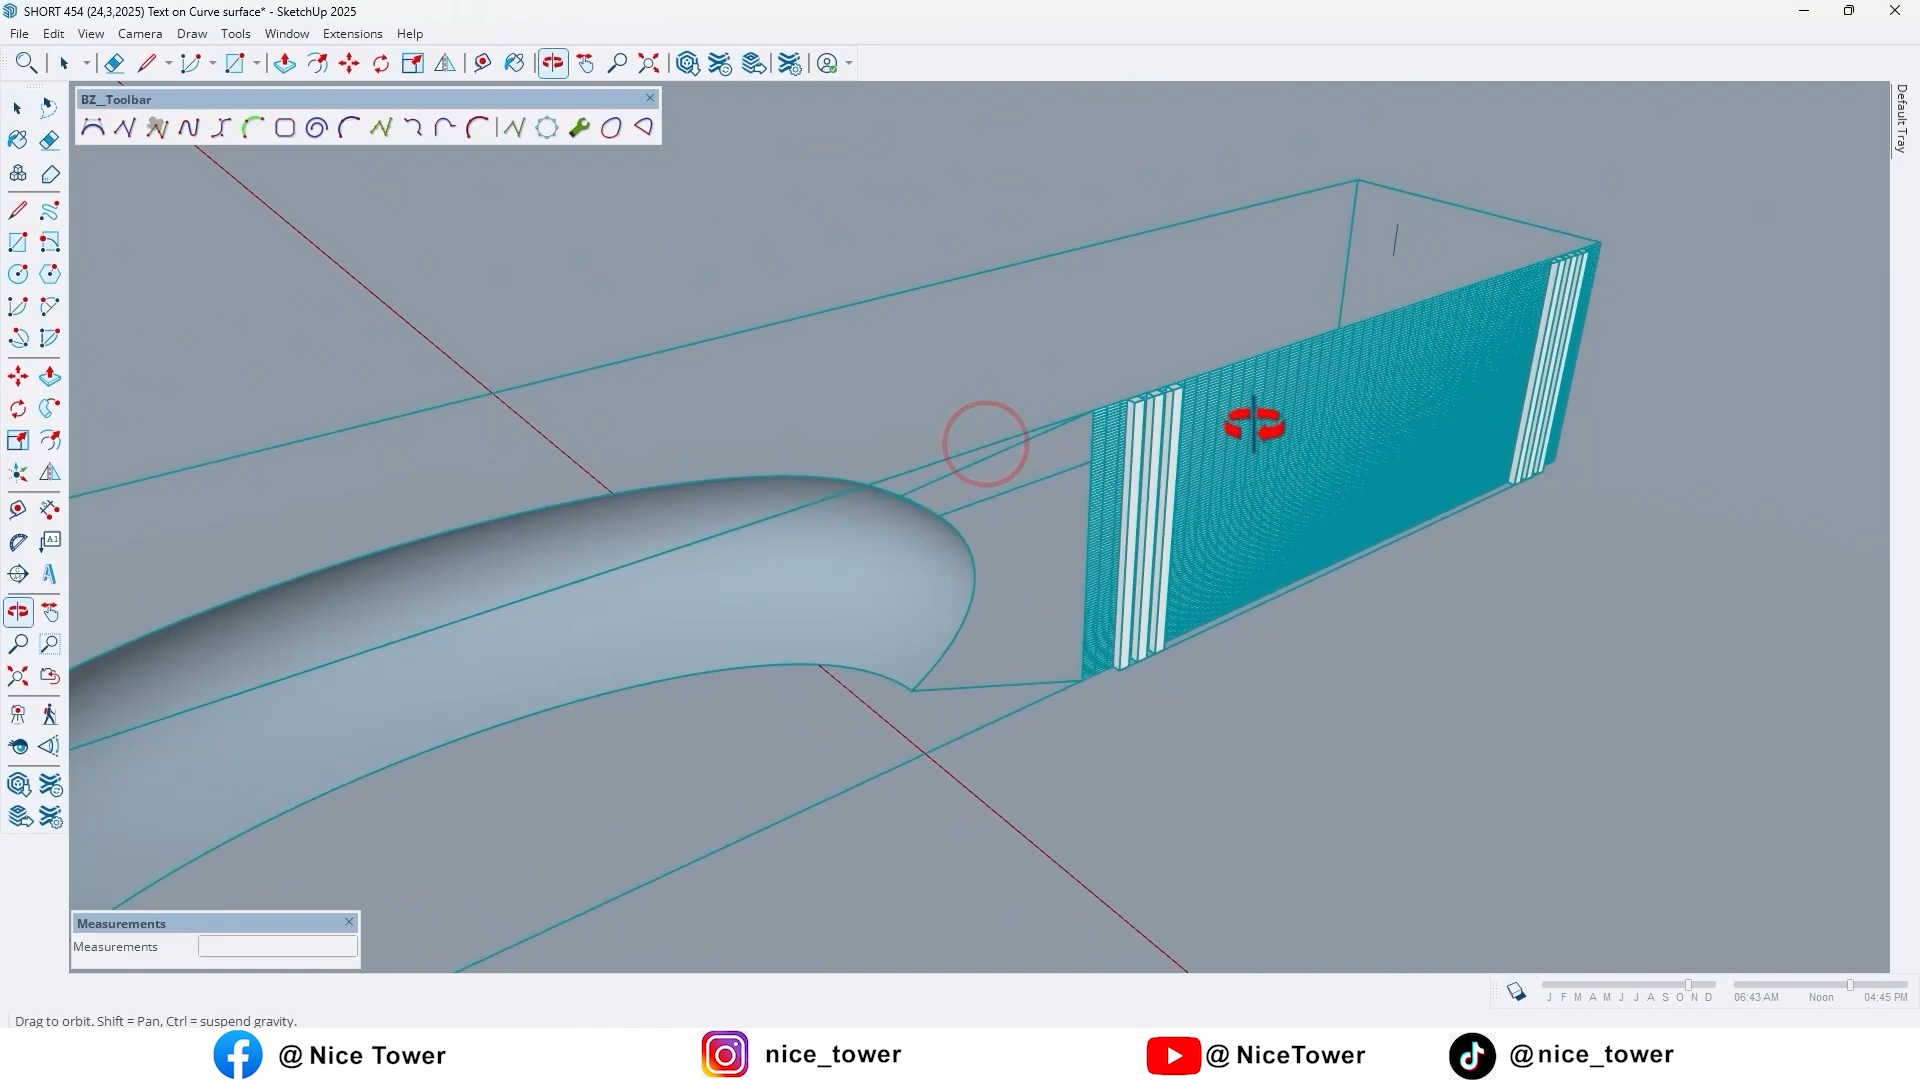 SHORT 454 (24,3,2025) Text on Curve surface* - SketchUp 2025
File Edit View Camera Draw Tools Window Extensions Help
BZ__Toolbar
Default Tray
A1
Measurements
Measurements
J F M A M J J A S O N D
06:43 AM Noon 04:45 PM
Drag to orbit. Shift = Pan, Ctrl = suspend gravity.
@ Nice Tower
nice_tower
@ NiceTower
@nice_tower